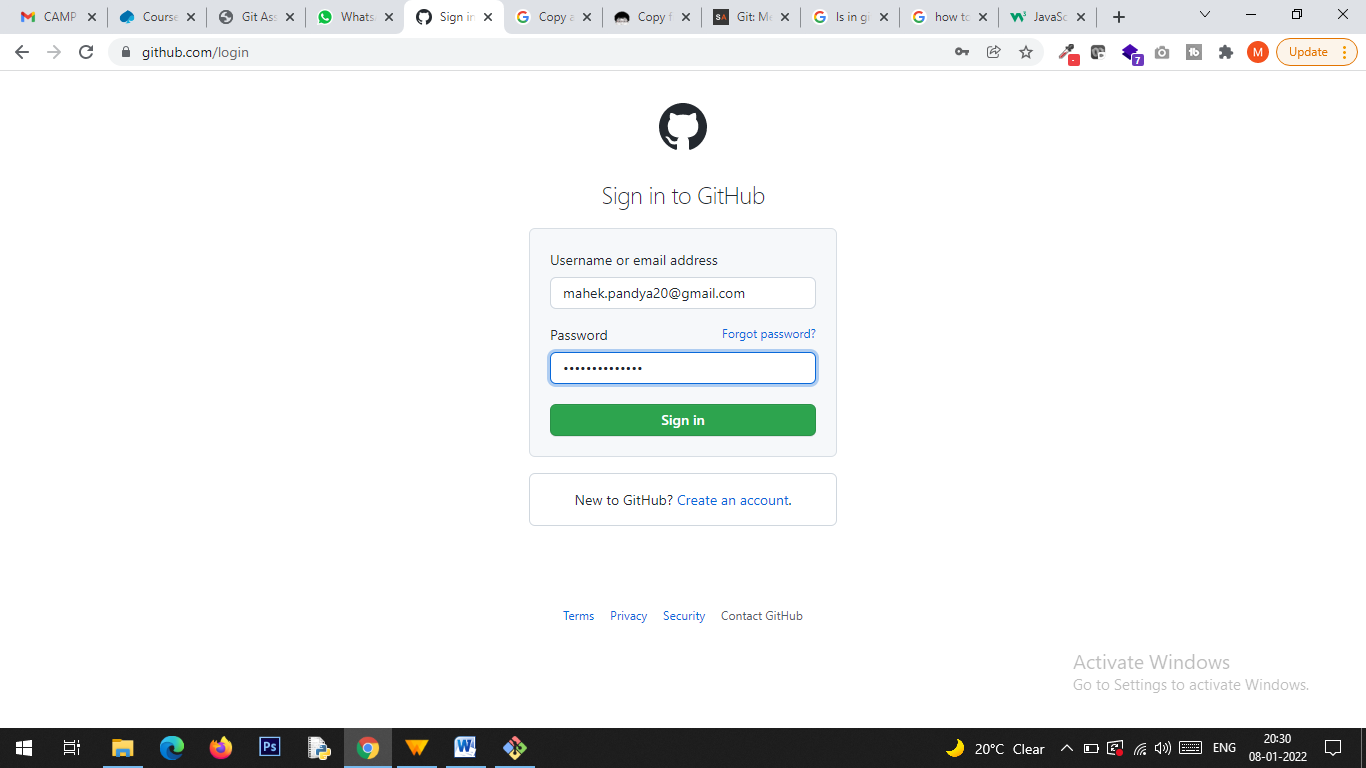 CAMP
Course
Git Ass
Whats
Sign in
Copy a
Copy f
Git: Me
Is in gi
how to
JavaSc
github.com/login
7
M
Update
Sign in to GitHub
Username or email address
mahek.pandya20@gmail.com
Password
Forgot password?
••••••••••••••
Sign in
New to GitHub? Create an account.
Terms
Privacy
Security
Contact GitHub
Activate Windows
Go to Settings to activate Windows.
Ps
20°C Clear
ENG
20:30
08-01-2022